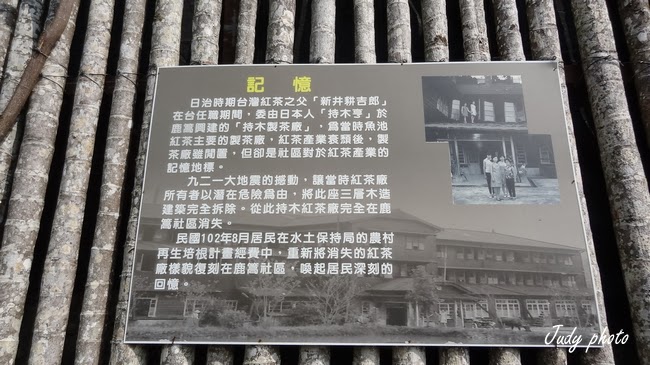 記憶
日治時期台灣紅茶之父「新井耕吉郎」
在台任職期間，委由日本人「持木亨」於
鹿篙興建的「持木製茶廠」，為當時魚池
紅茶主要的製茶廠，紅茶產業衰頹後，製
茶廠雖閒置，但卻是社區對於紅茶產業的
記憶地標。
九二一大地震的撼動，讓當時紅茶廠
所有者以潛在危險為由，將此座三層木造
建築完全拆除。從此持木紅茶廠完全在鹿
篙社區消失。
民國102年8月居民在水土保持局的農村
再生培根計畫經費中，重新將消失的紅茶
廠樣貌復刻在鹿篙社區，喚起居民深刻的
回憶。
Judy photo